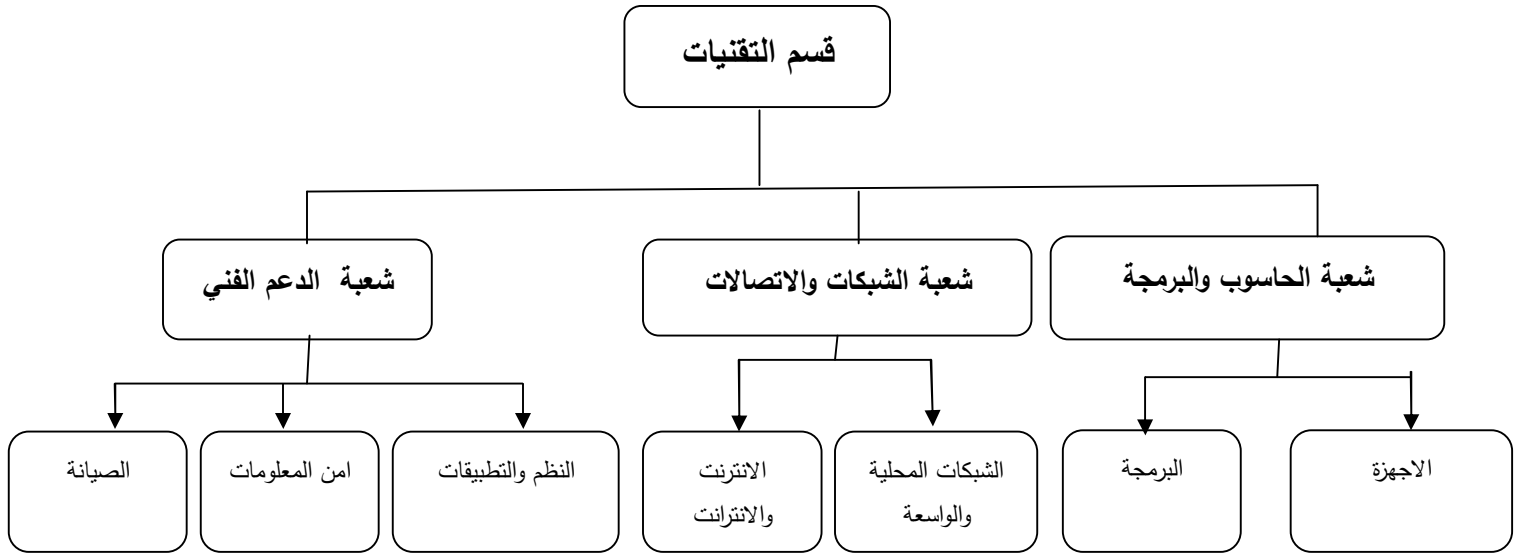 قسم التقنيات
شعبة الحاسوب والبرمجة
شعبة الشبكات والاتصالات
شعبة الدعم الفني
الاجهزة
البرمجة
الشبكات المحلية
والواسعة
الانترنت
والانترانت
النظم والتطبيقات
امن المعلومات
الصيانة